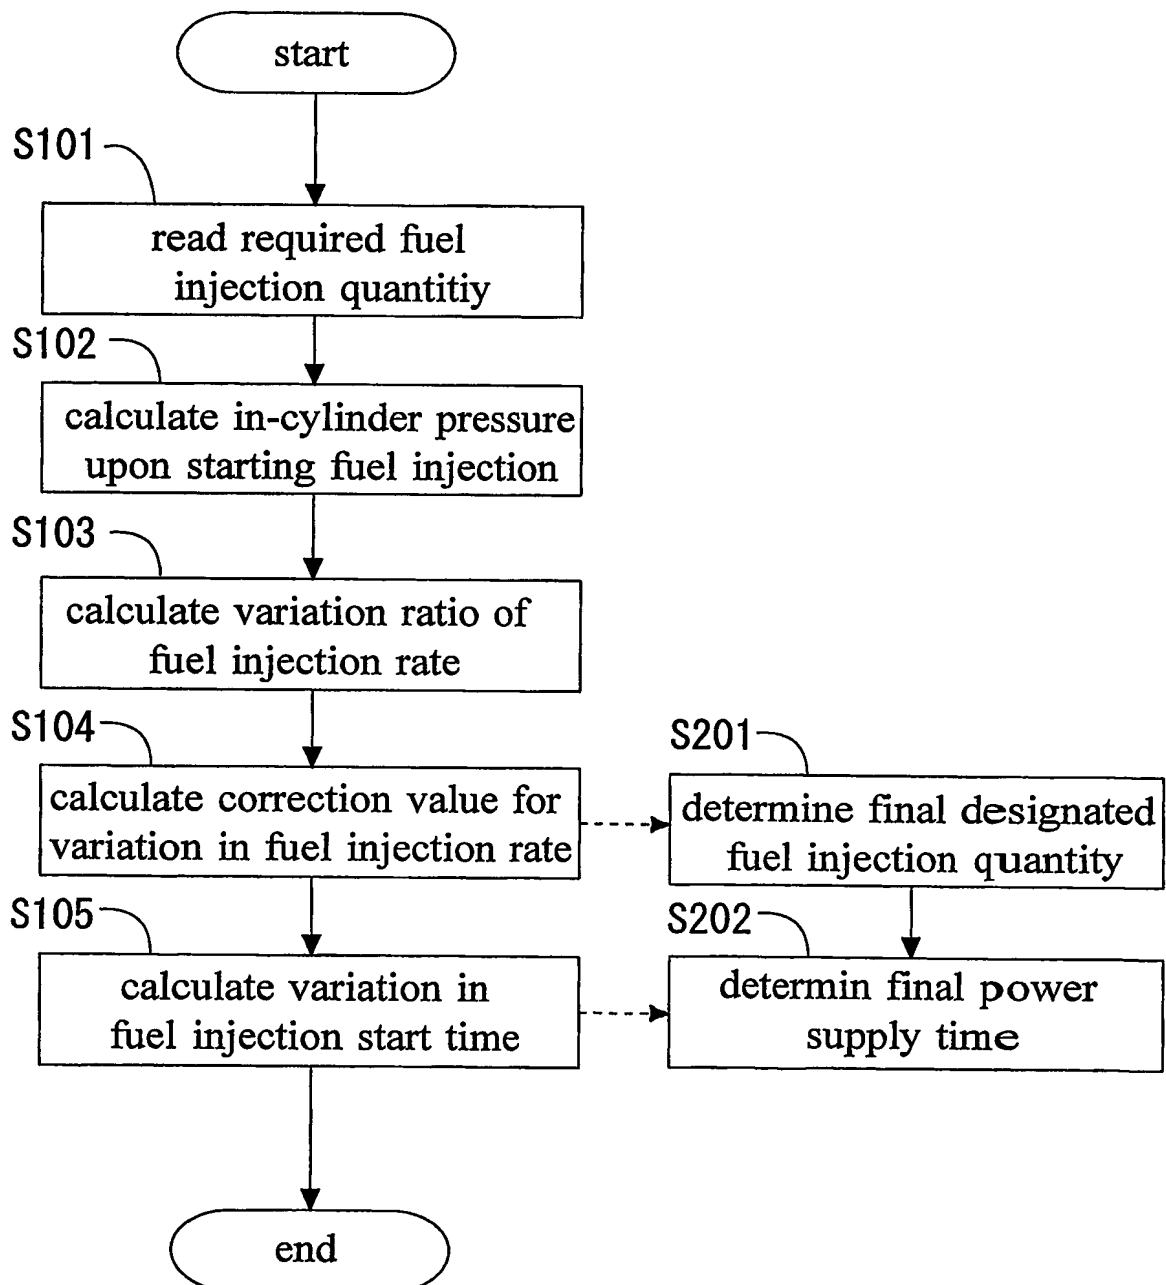 start
S101
read required fuel
injection quantitiy
S102
calculate in-cylinder pressure
upon starting fuel injection
S103
calculate variation ratio of
fuel injection rate
S104
calculate correction value for
variation in fuel injection rate
S201
determine final designated
fuel injection quantity
S105
calculate variation in
fuel injection start time
S202
determin final power
supply time
end